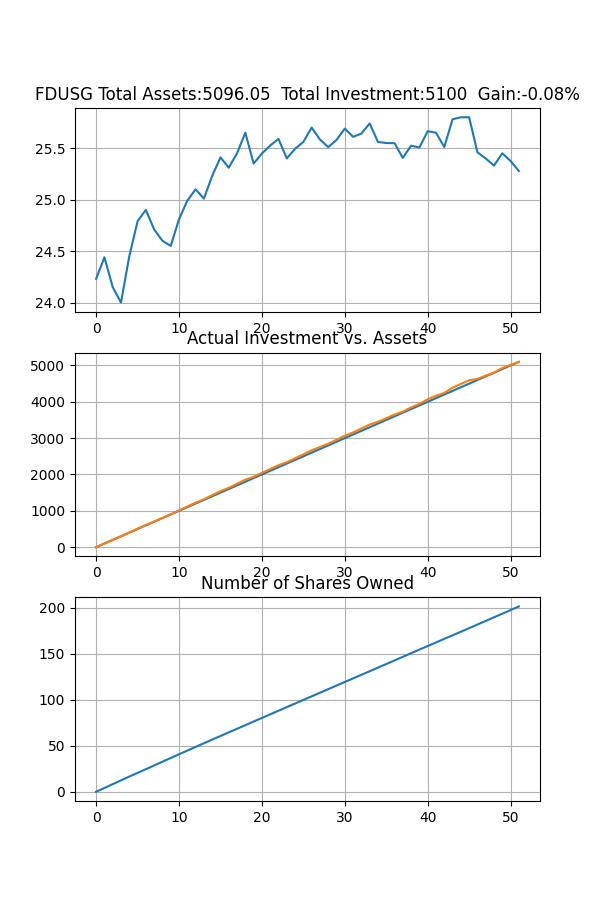 FDUSG Total Assets:5096.05  Total Investment:5100  Gain:-0.08%
25.5
25.0
24.5
24.0
0 10 20 30 40 50
Actual Investment vs. Assets
5000
4000
3000
2000
1000
0
0 10 20 30 40 50
Number of Shares Owned
200
150
100
50
0
0 10 20 30 40 50